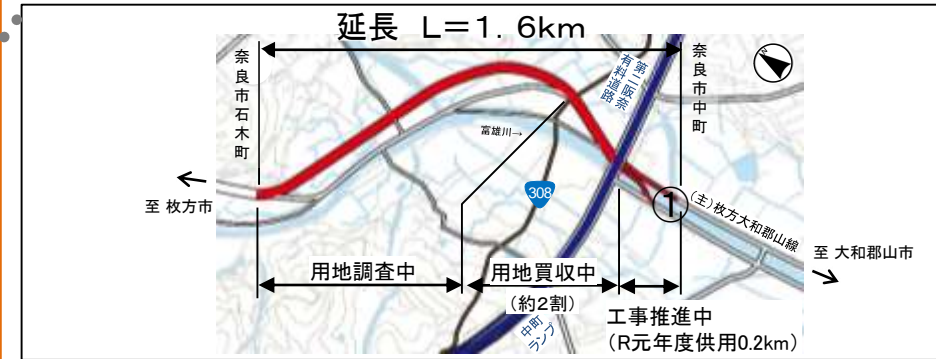 延長 L=1.6km
奈良市石木町
奈良市中町
第二阪奈
有料道路
N
富雄川→
308
①
(主)枚方大和郡山線
至 枚方市
至 大和郡山市
用地調査中
用地買収中
(約2割)
工事推進中
(R元年度供用0.2km)
中町
ランプ